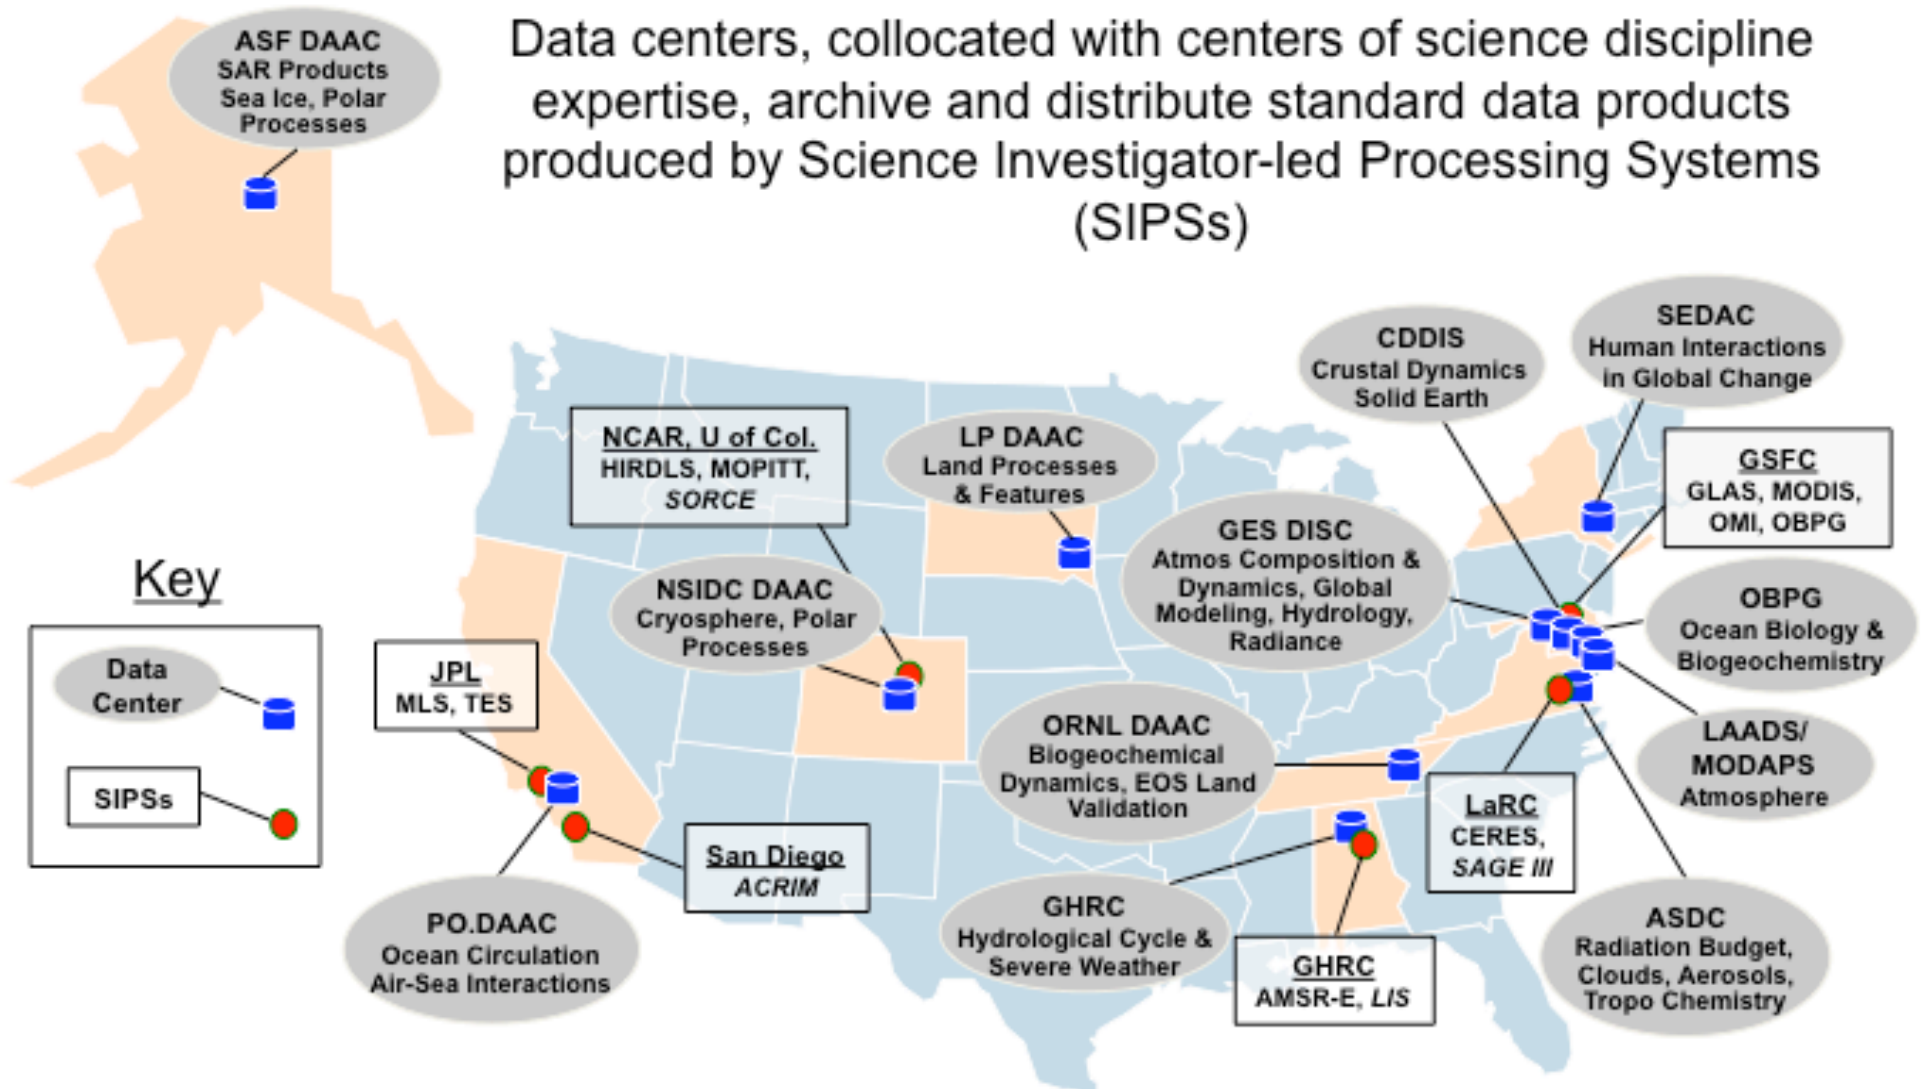 Data centers, collocated with centers of science discipline
expertise, archive and distribute standard data products
produced by Science Investigator-led Processing Systems
(SIPSs)
ASF DAAC
SAR Products
Sea Ice, Polar
Processes
CDDIS
Crustal Dynamics
Solid Earth
SEDAC
Human Interactions
in Global Change
NCAR, U of Col.
HIRDLS, MOPITT,
SORCE
LP DAAC
Land Processes
& Features
GSFC
GLAS, MODIS,
OMI, OBPG
GES DISC
Atmos Composition &
Dynamics, Global
Modeling, Hydrology,
Radiance
NSIDC DAAC
Cryosphere, Polar
Processes
OBPG
Ocean Biology &
Biogeochemistry
Key
Data
Center
SIPSs
JPL
MLS, TES
ORNL DAAC
Biogeochemical
Dynamics, EOS Land
Validation
LAADS/
MODAPS
Atmosphere
LaRC
CERES,
SAGE III
San Diego
ACRIM
PO.DAAC
Ocean Circulation
Air-Sea Interactions
GHRC
Hydrological Cycle &
Severe Weather
GHRC
AMSR-E, LIS
ASDC
Radiation Budget,
Clouds, Aerosols,
Tropo Chemistry